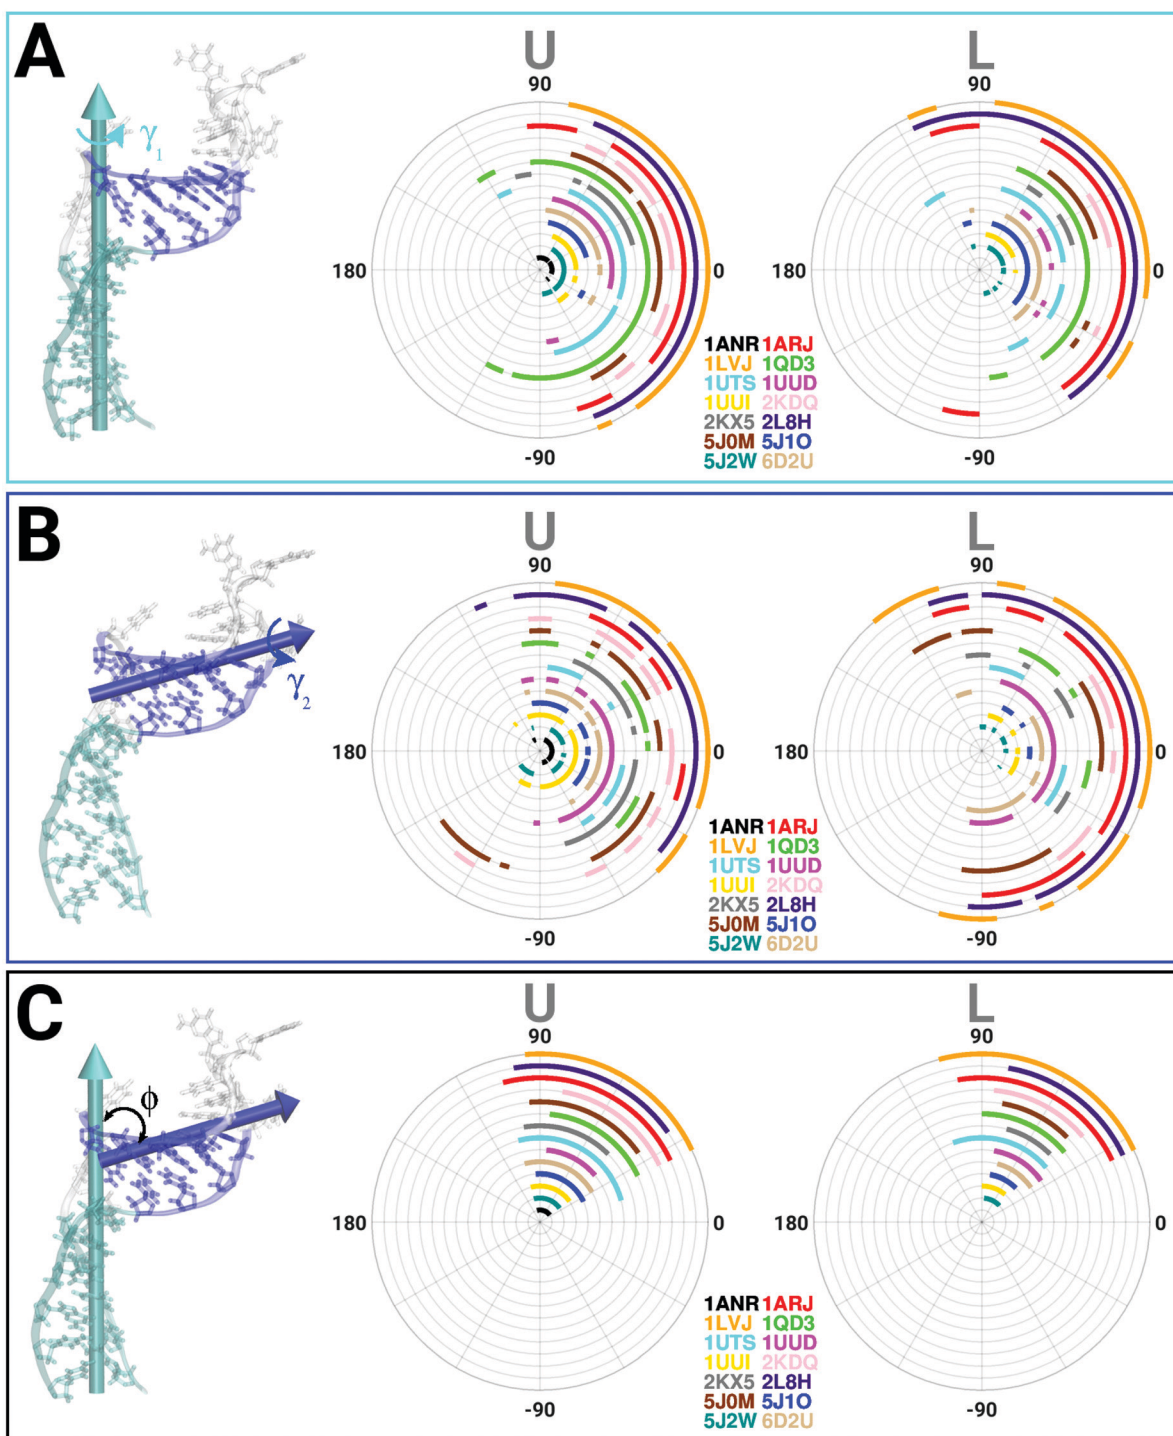 A
U
L
γ1
90
90
180
0
180
0
-90
-90
1ANR 1ARJ
1LVJ 1QD3
1UTS 1UUD
1UUI 2KDQ
2KX5 2L8H
5J0M 5J1O
5J2W 6D2U
B
U
L
90
90
γ2
180
0
180
0
-90
-90
1ANR 1ARJ
1LVJ 1QD3
1UTS 1UUD
1UUI 2KDQ
2KX5 2L8H
5J0M 5J1O
5J2W 6D2U
C
U
L
90
90
ϕ
180
0
180
0
-90
-90
1ANR 1ARJ
1LVJ 1QD3
1UTS 1UUD
1UUI 2KDQ
2KX5 2L8H
5J0M 5J1O
5J2W 6D2U